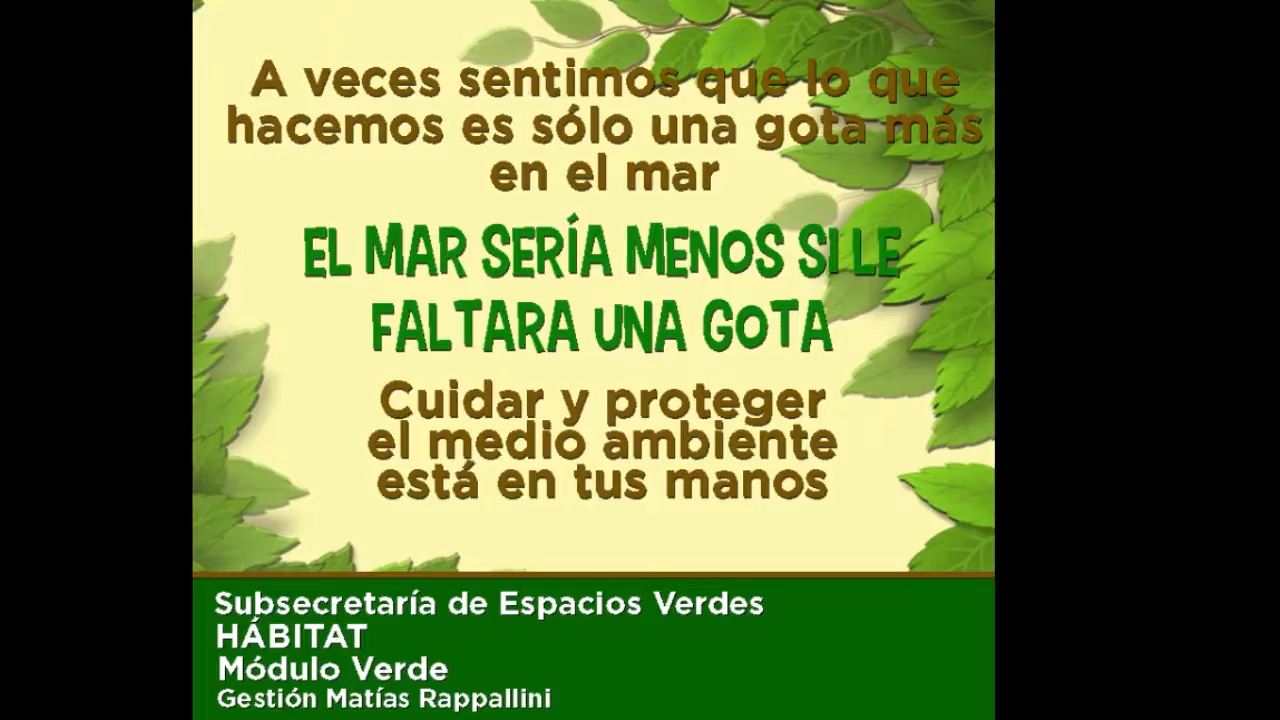 A veces sentimos que lo que
hacemos es sólo una gota más
en el mar
EL MAR SERÍA MENOS SI LE
FALTARA UNA GOTA
Cuidar y proteger
el medio ambiente
está en tus manos
Subsecretaría de Espacios Verdes
HÁBITAT
Módulo Verde
Gestión Matías Rappallini